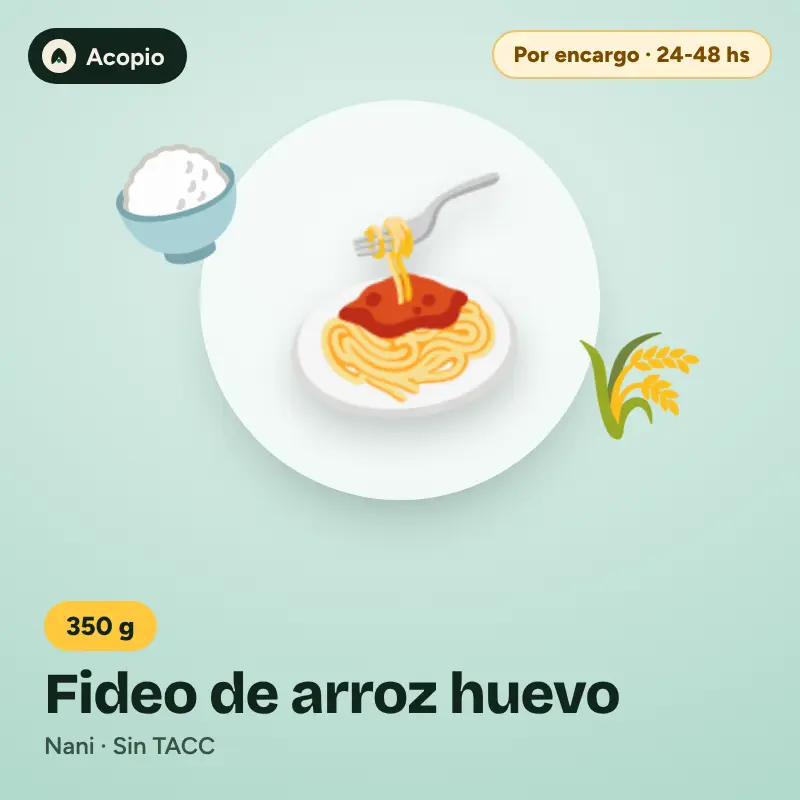 Acopio
Por encargo · 24-48 hs
350 g
Fideo de arroz huevo
Nani · Sin TACC